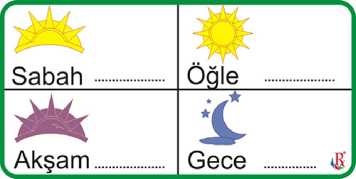 Sabah ..................
Öğle ..................
Akşam ..................
Gece ..............